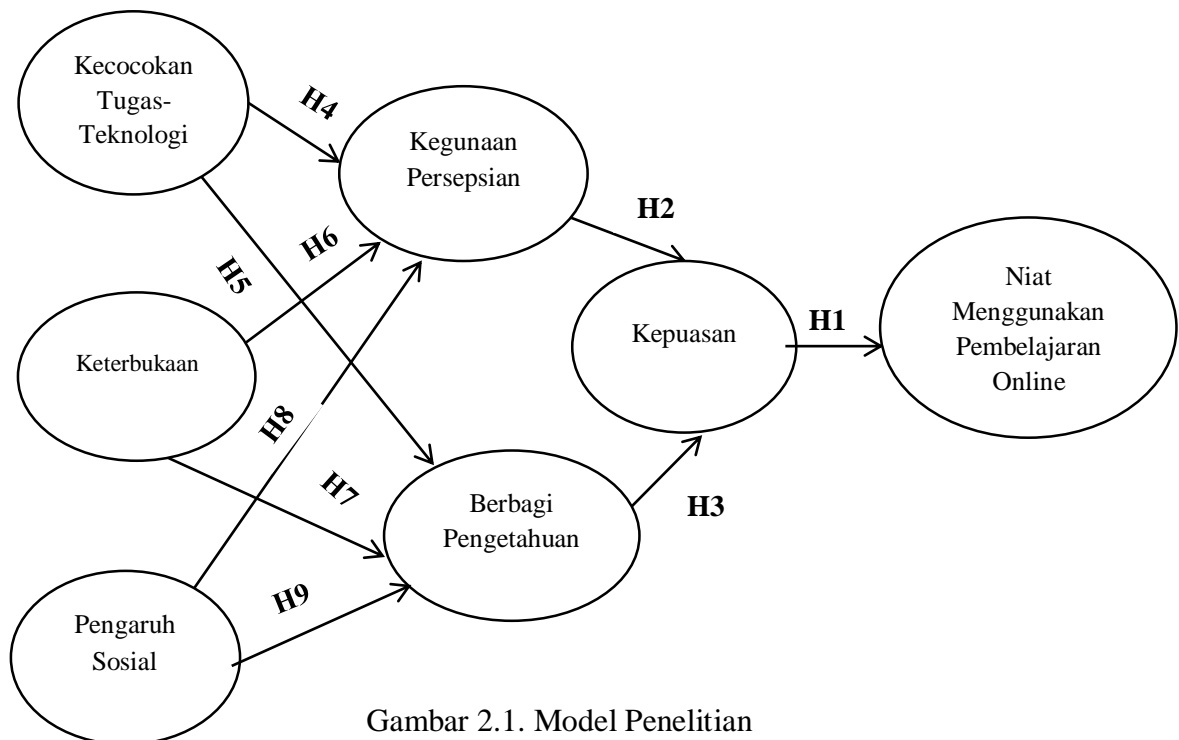 Kecocokan
Tugas-
Teknologi
H4
Kegunaan
Persepsian
H2
H6
H5
Niat
Menggunakan
Pembelajaran
Online
Kepuasan
H1
Keterbukaan
H8
H7
Berbagi
Pengetahuan
H3
H9
Pengaruh
Sosial
Gambar 2.1. Model Penelitian